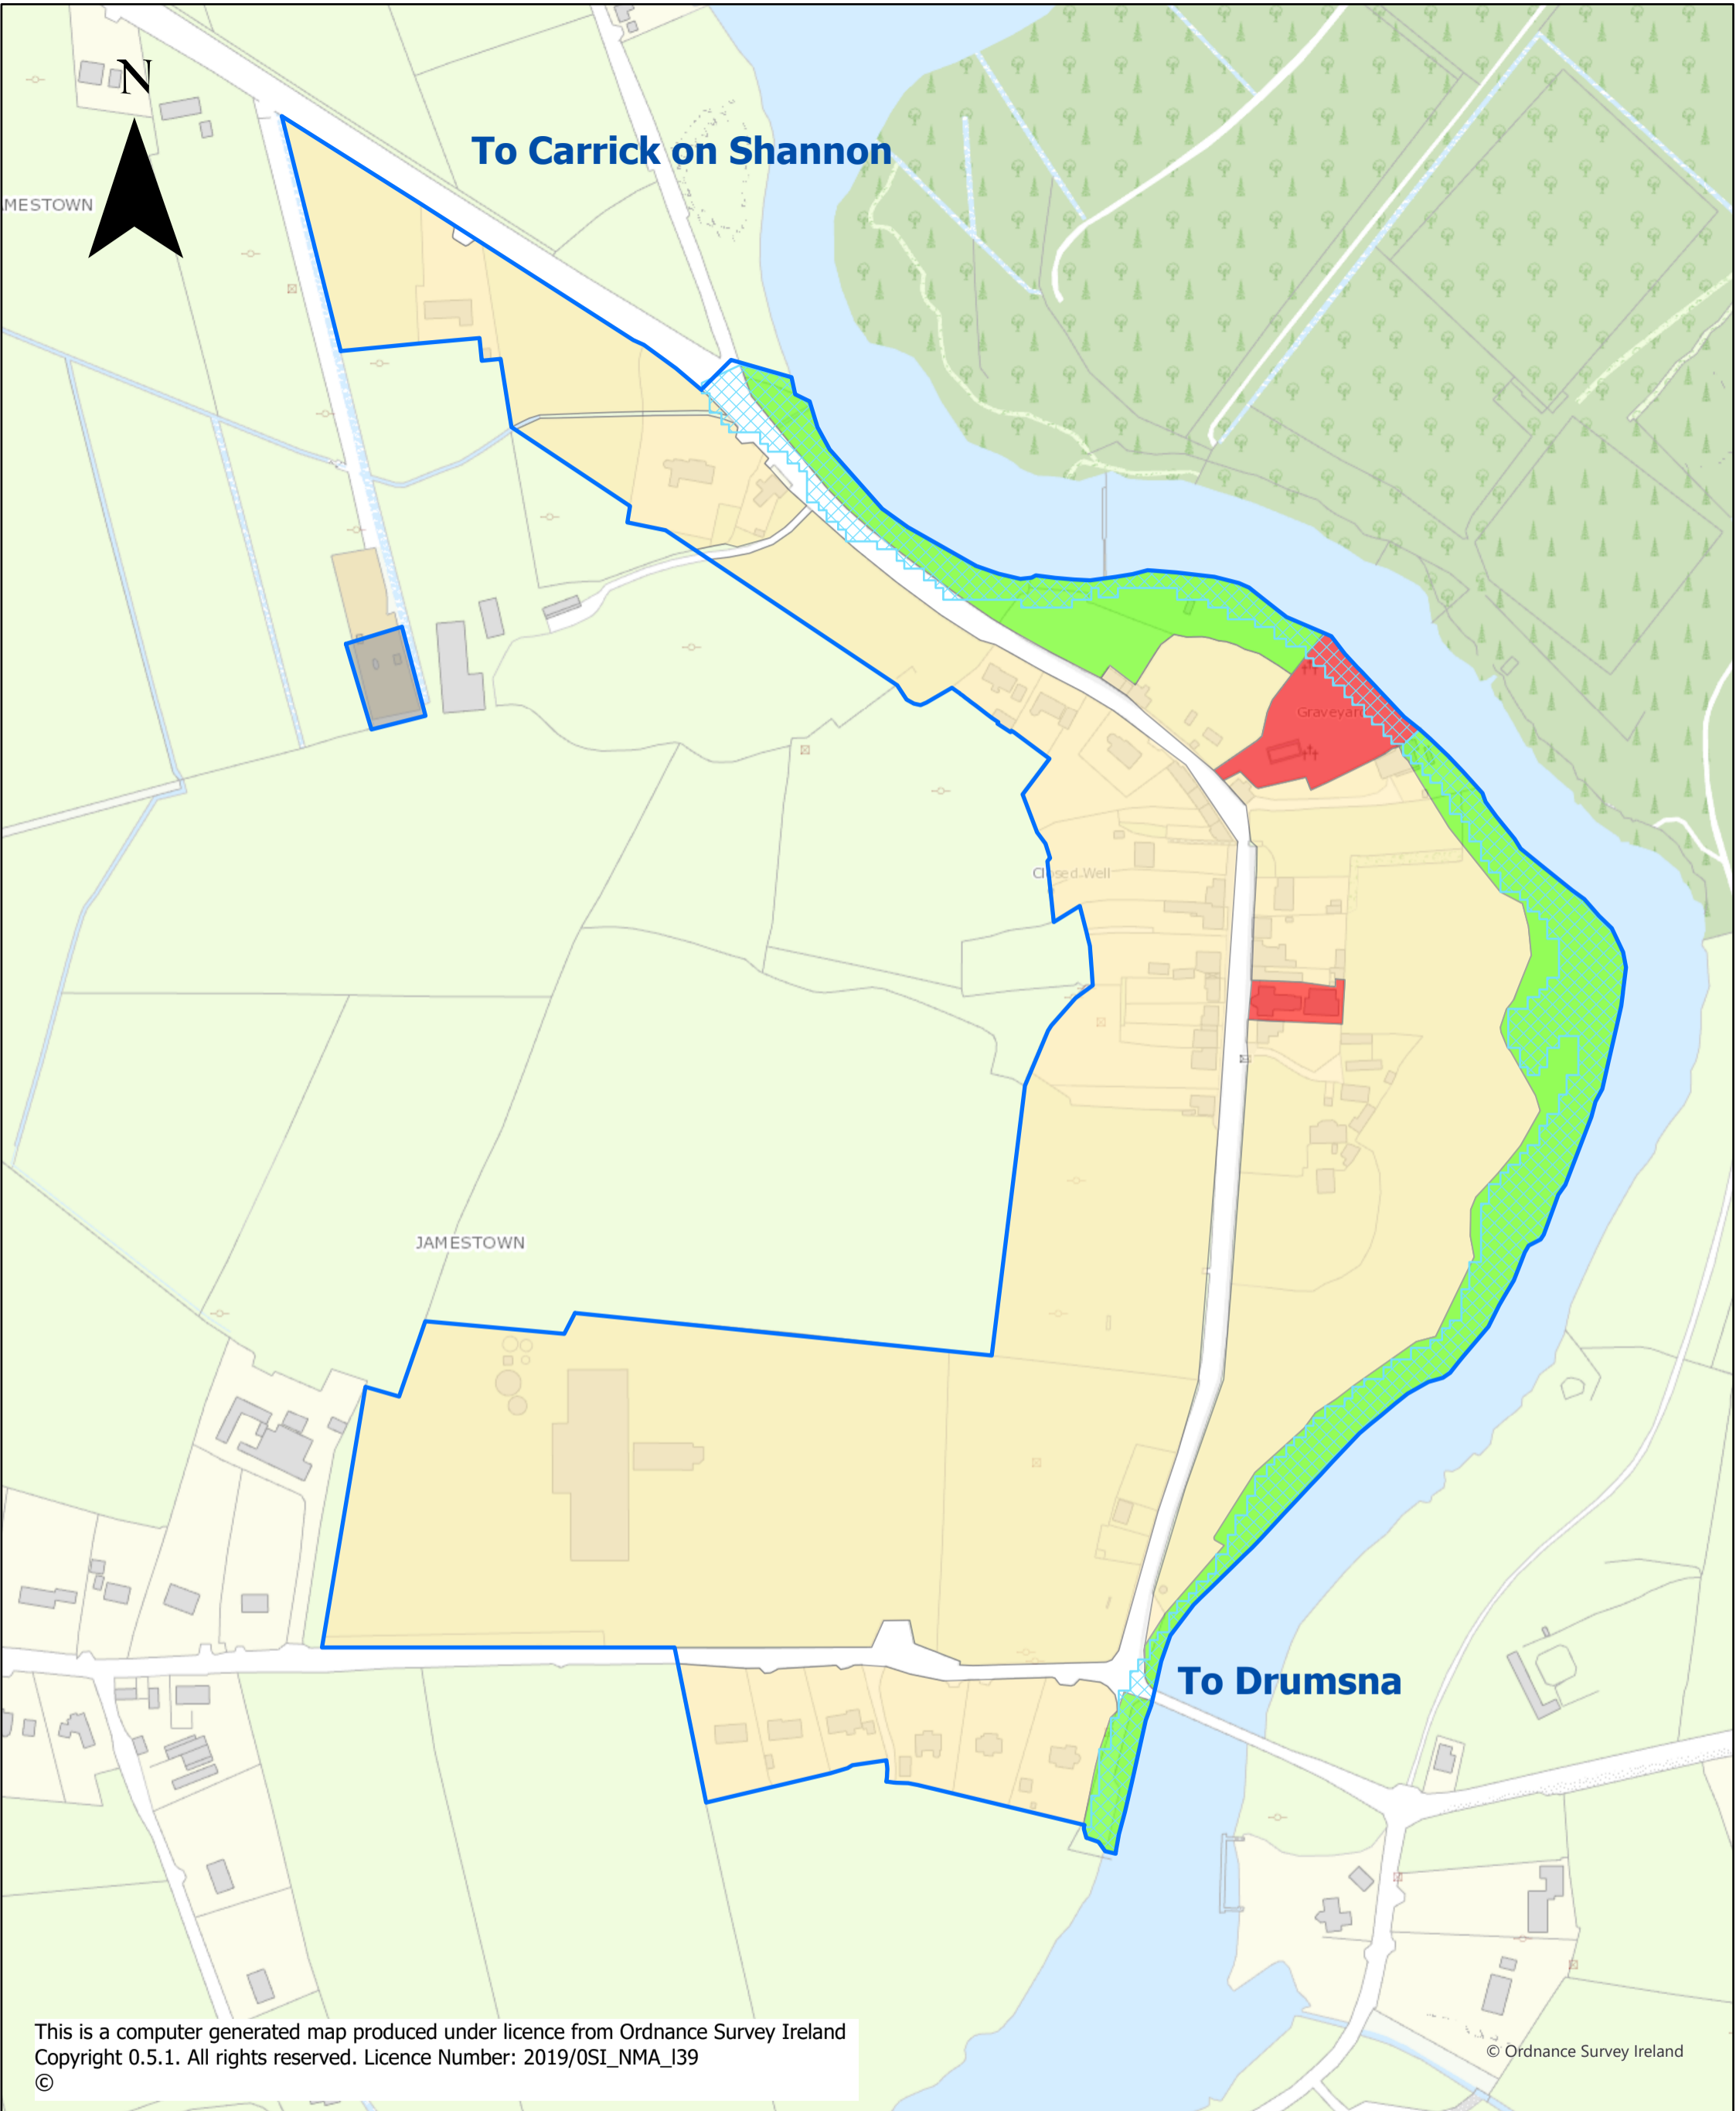 N
To Carrick on Shannon
MESTOWN
Graveyard
Closed Well
JAMESTOWN
To Drumsna
This is a computer generated map produced under licence from Ordnance Survey Ireland
Copyright 0.5.1. All rights reserved. Licence Number: 2019/0SI_NMA_l39
©
© Ordnance Survey Ireland